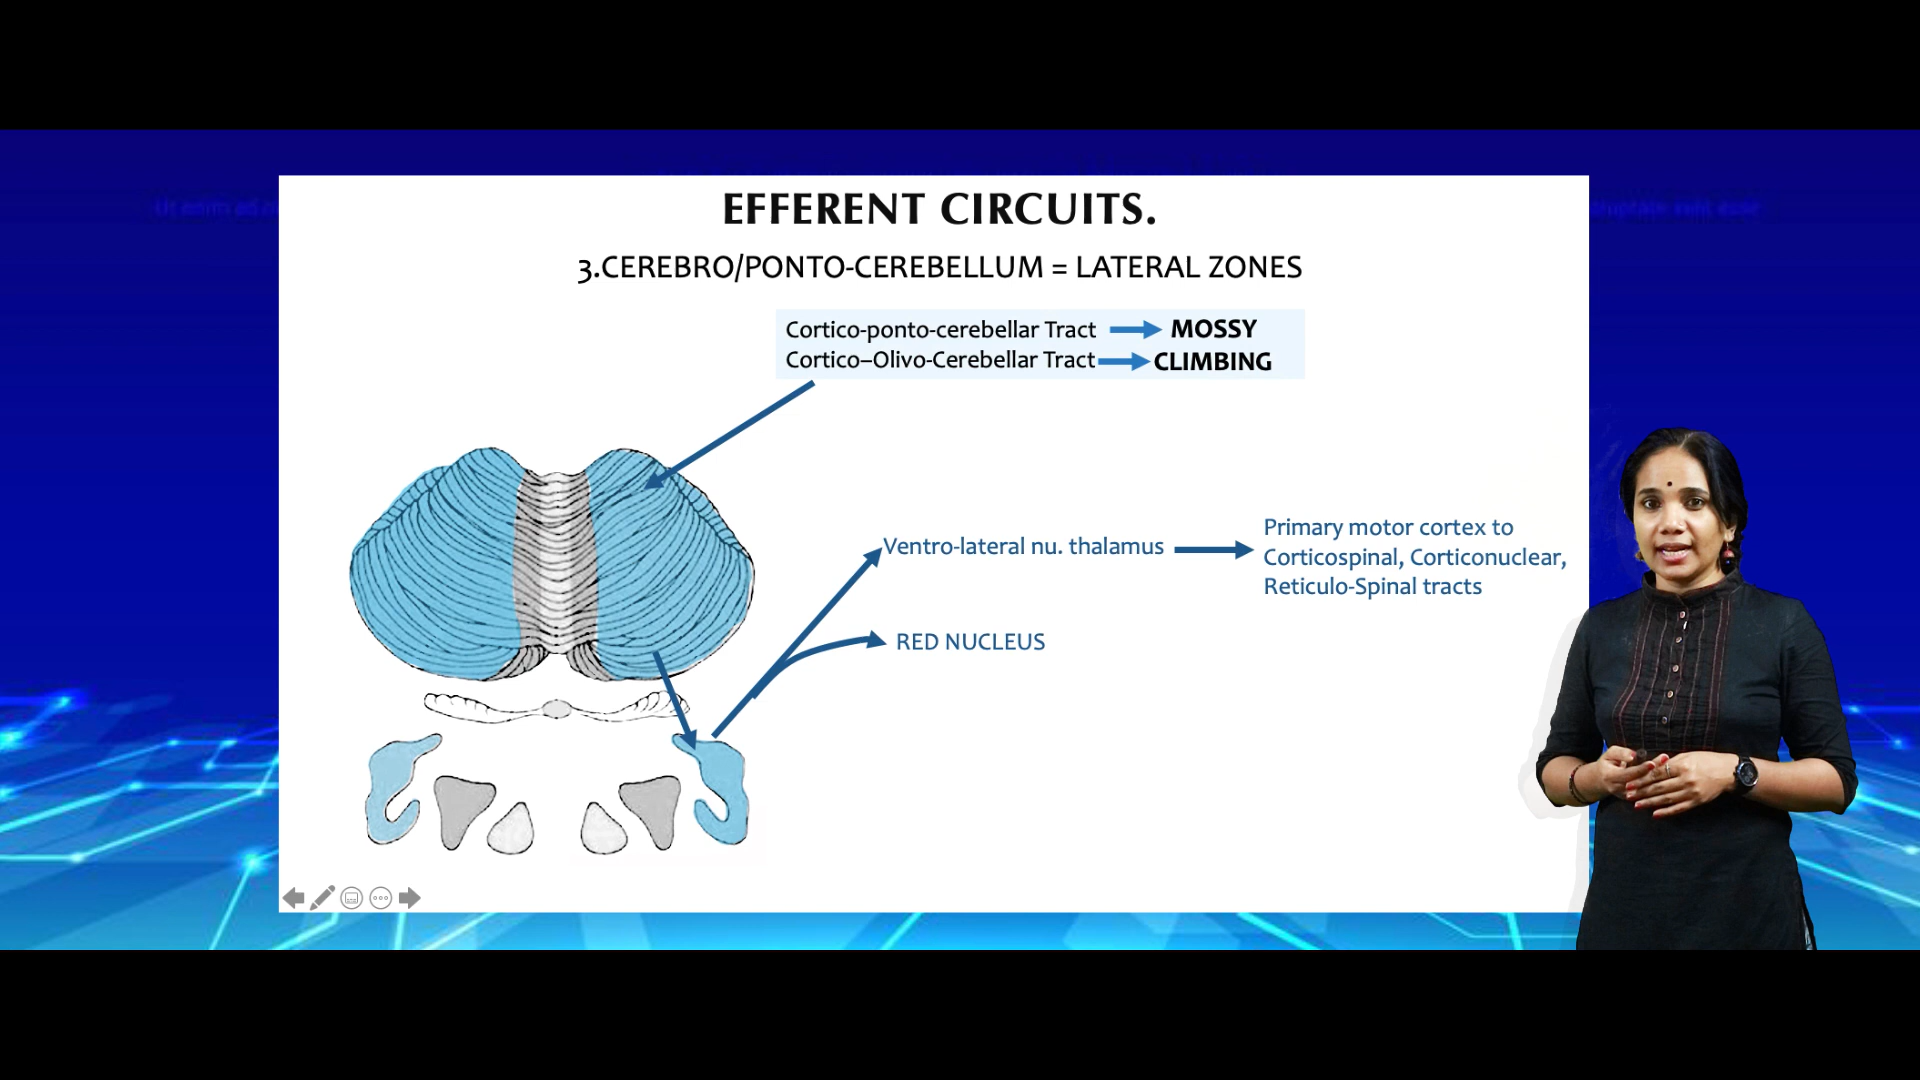 EFFERENT CIRCUITS.
3.CEREBRO/PONTO-CEREBELLUM = LATERAL ZONES
Cortico-ponto-cerebellar Tract MOSSY
Cortico–Olivo-Cerebellar Tract CLIMBING
Ventro-lateral nu. thalamus
Primary motor cortex to
Corticospinal, Corticonuclear,
Reticulo-Spinal tracts
RED NUCLEUS